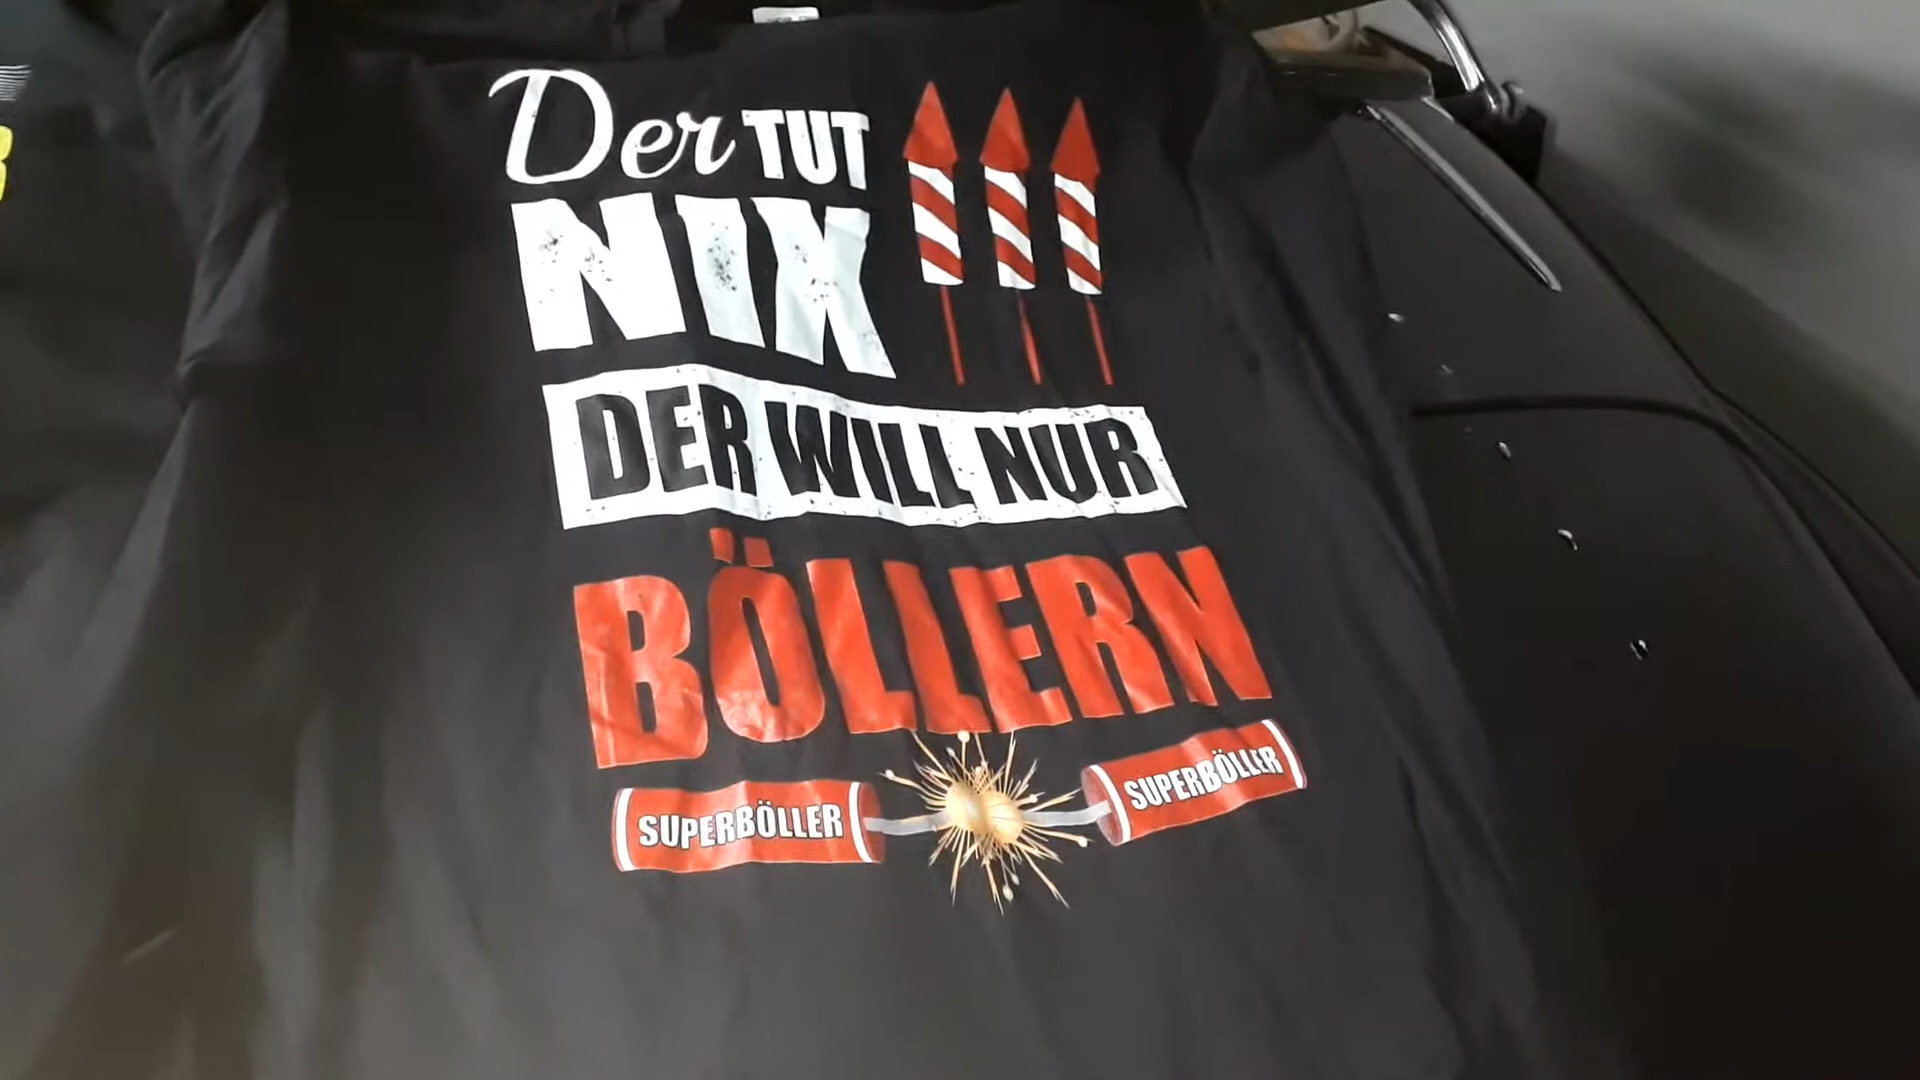 Der TUT
NIX
DER WILL NUR
BÖLLERN
SUPERBÖLLER
SUPERBÖLLER